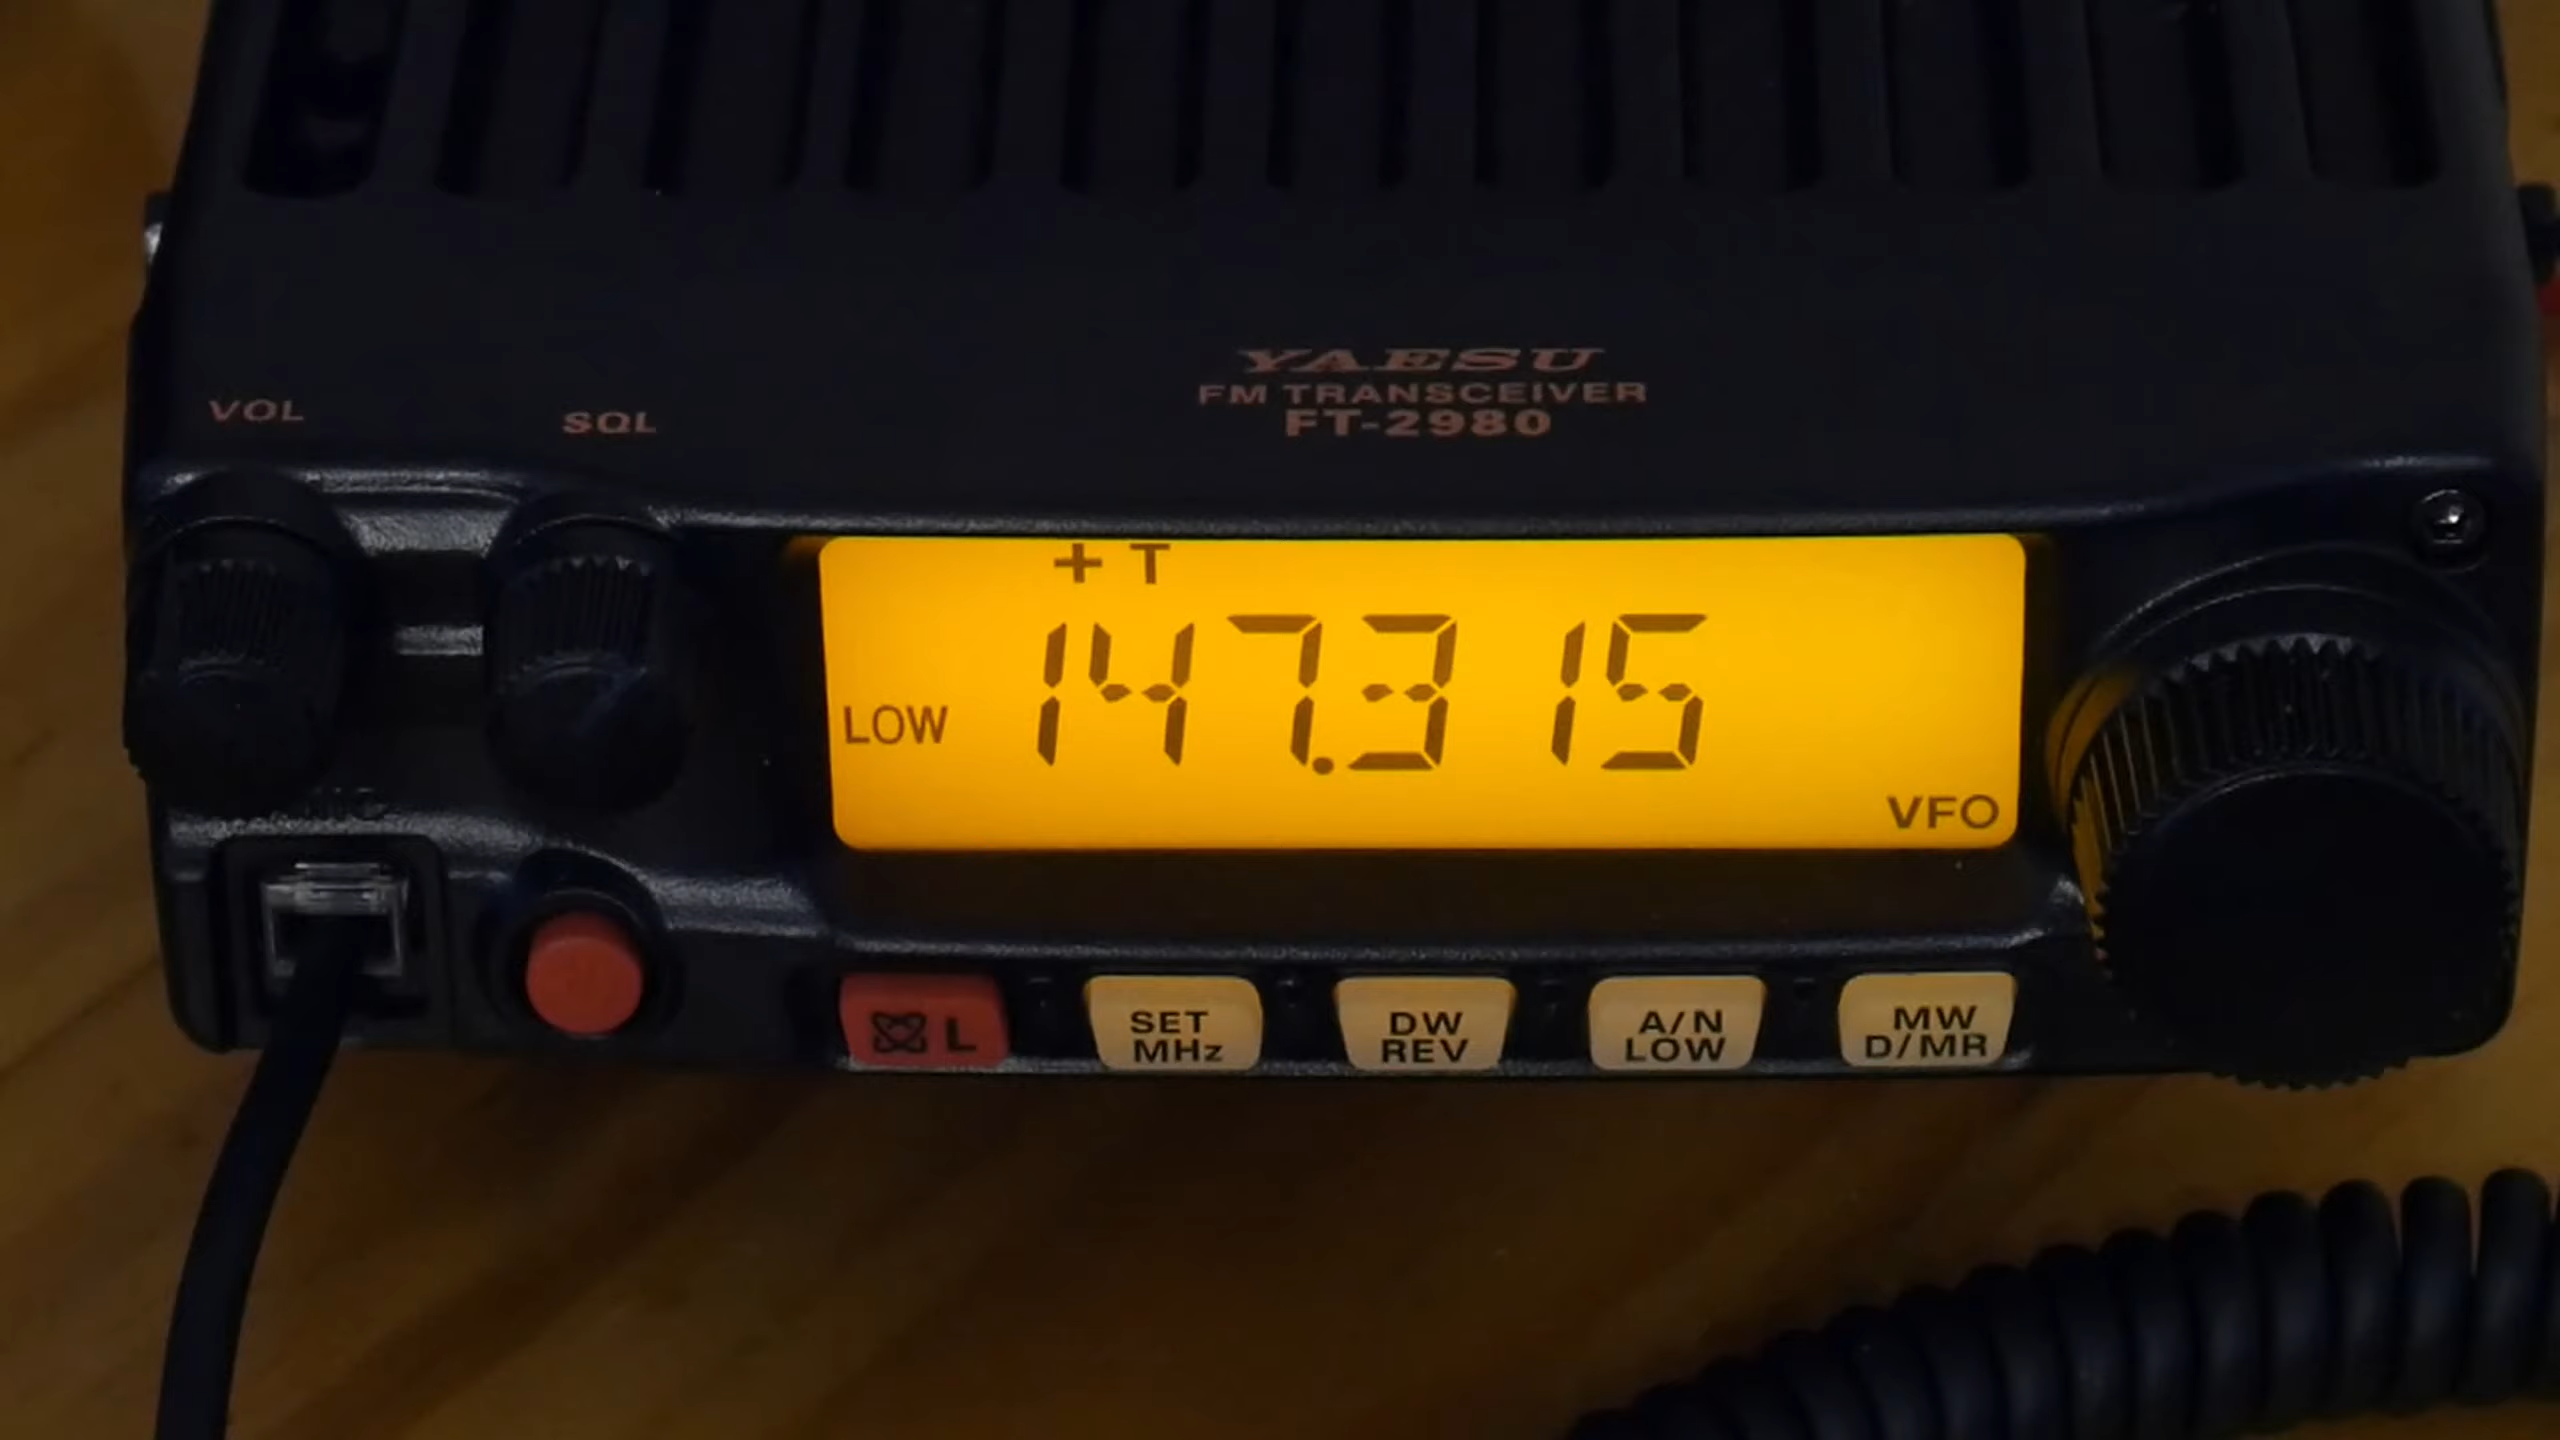 YAESU
FM TRANSCEIVER
FT-2980
VOL
SQL
+ T
147.315
LOW
VFO
L
SET
MHz
DW
REV
A/N
LOW
MW
D/MR